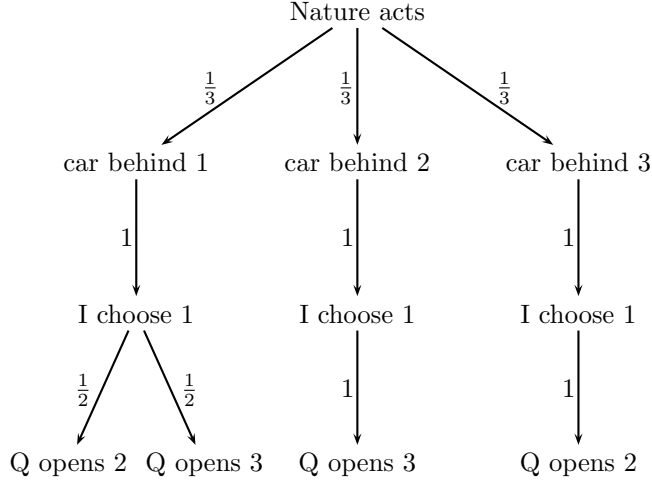 Nature acts
1/3 1/3 1/3
car behind 1 car behind 2 car behind 3
1 1 1
I choose 1 I choose 1 I choose 1
1/2 1/2 1 1
Q opens 2 Q opens 3 Q opens 3 Q opens 2